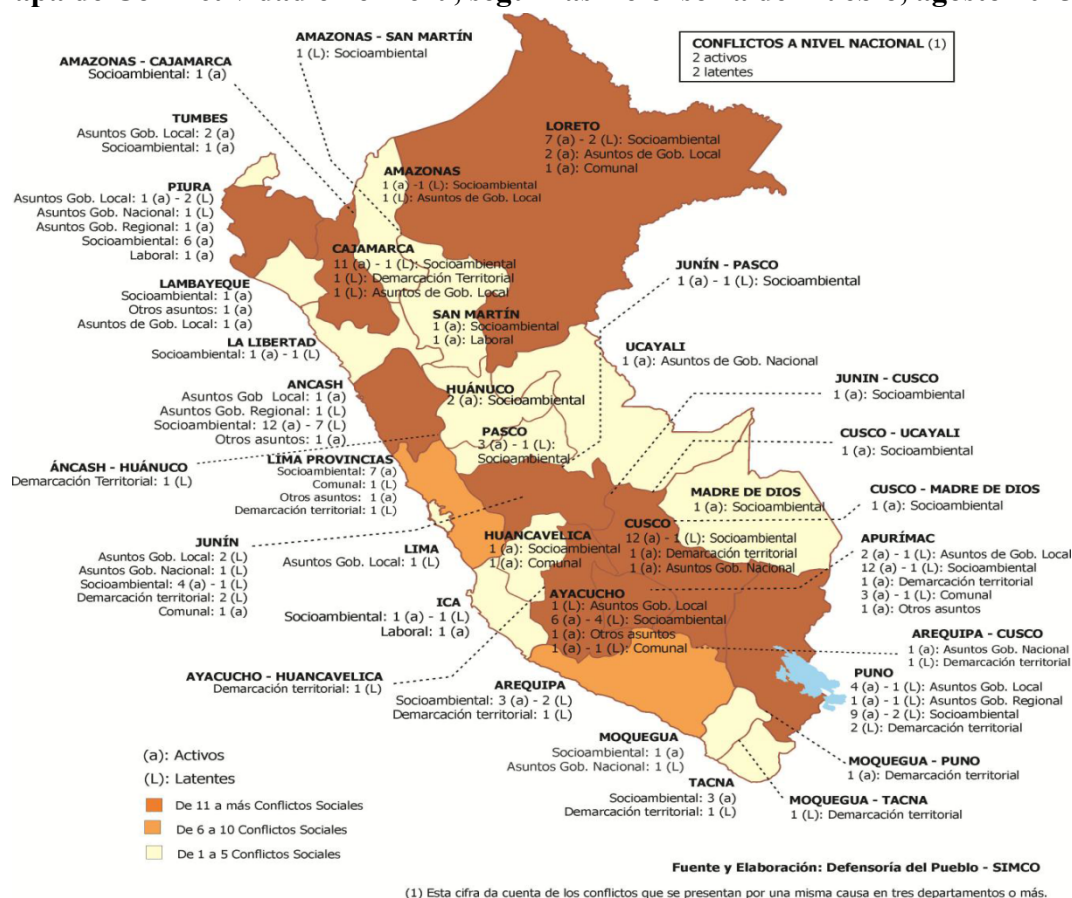 AMAZONAS - SAN MARTÍN
1 (L): Socioambiental
CONFLICTOS A NIVEL NACIONAL (1)
2 activos
2 latentes
AMAZONAS - CAJAMARCA
Socioambiental: 1 (a)
TUMBES
Asuntos Gob. Local: 2 (a)
Socioambiental: 1 (a)
LORETO
7 (a) - 2 (L): Socioambiental
2 (a): Asuntos de Gob. Local
1 (a): Comunal
AMAZONAS
1 (a) -1 (L): Socioambiental
1 (L): Asuntos de Gob. Local
PIURA
Asuntos Gob. Local: 1 (a) - 2 (L)
Asuntos Gob. Nacional: 1 (L)
Asuntos Gob. Regional: 1 (a)
Socioambiental: 6 (a)
Laboral: 1 (a)
CAJAMARCA
11 (a) - 1 (L): Socioambiental
1 (L): Demarcación Territorial
1 (L): Asuntos de Gob. Local
JUNÍN - PASCO
1 (a) - 1 (L): Socioambiental
LAMBAYEQUE
Socioambiental: 1 (a)
Otros asuntos: 1 (a)
Asuntos de Gob. Local: 1 (a)
SAN MARTÍN
1 (a): Socioambiental
1 (a): Laboral
LA LIBERTAD
Socioambiental: 1 (a) - 1 (L)
UCAYALI
1 (a): Asuntos de Gob. Nacional
ANCASH
Asuntos Gob Local: 1 (a)
Asuntos Gob. Regional: 1 (L)
Socioambiental: 12 (a) - 7 (L)
Otros asuntos: 1 (a)
HUÁNUCO
2 (a): Socioambiental
JUNIN - CUSCO
1 (a): Socioambiental
PASCO
3 (a) - 1 (L):
Socioambiental
CUSCO - UCAYALI
1 (a): Socioambiental
ÁNCASH - HUÁNUCO
Demarcación Territorial: 1 (L)
LIMA PROVINCIAS
Socioambiental: 7 (a)
Comunal: 1 (L)
Otros asuntos: 1 (a)
Demarcación territorial: 1 (L)
MADRE DE DIOS
1 (a): Socioambiental
CUSCO - MADRE DE DIOS
1 (a): Socioambiental
JUNÍN
Asuntos Gob. Local: 2 (L)
Asuntos Gob. Nacional: 1 (L)
Socioambiental: 4 (a) -1 (L)
Demarcación territorial: 2 (L)
Comunal: 1 (a)
LIMA
Asuntos Gob. Local: 1 (L)
HUANCAVELICA
1 (a): Socioambiental
1 (a): Comunal
CUSCO
12 (a) - 1 (L): Socioambiental
1 (a): Demarcación territorial
1 (a): Asuntos Gob. Nacional
APURÍMAC
2 (a) - 1 (L): Asuntos de Gob. Local
12 (a) - 1 (L): Socioambiental
1 (a): Demarcación territorial
3 (a) - 1 (L): Comunal
1 (a): Otros asuntos
ICA
Socioambiental: 1 (a) - 1 (L)
Laboral: 1 (a)
AYACUCHO
1 (L): Asuntos Gob. Local
6 (a) - 4 (L): Socioambiental
1 (a): Otros asuntos
1 (a) - 1 (L): Comunal
AREQUIPA - CUSCO
1 (a): Asuntos Gob. Nacional
1 (L): Demarcación territorial
AYACUCHO - HUANCAVELICA
Demarcación territorial: 1 (L)
AREQUIPA
Socioambiental: 3 (a) - 2 (L)
Demarcación territorial: 1 (L)
PUNO
4 (a) - 1 (L): Asuntos Gob. Local
1 (a) - 1 (L): Asuntos Gob. Regional
9 (a) - 2 (L): Socioambiental
2 (L): Demarcación territorial
MOQUEGUA
Socioambiental: 1 (a)
Asuntos Gob. Nacional: 1 (L)
MOQUEGUA - PUNO
1 (a): Demarcación territorial
TACNA
Socioambiental: 3 (a)
Demarcación territorial: 1 (L)
MOQUEGUA - TACNA
1 (L): Demarcación territorial
(a): Activos
(L): Latentes
De 11 a más Conflictos Sociales
De 6 a 10 Conflictos Sociales
De 1 a 5 Conflictos Sociales
Fuente y Elaboración: Defensoría del Pueblo - SIMCO
(1) Esta cifra da cuenta de los conflictos que se presentan por una misma causa en tres departamentos o más.